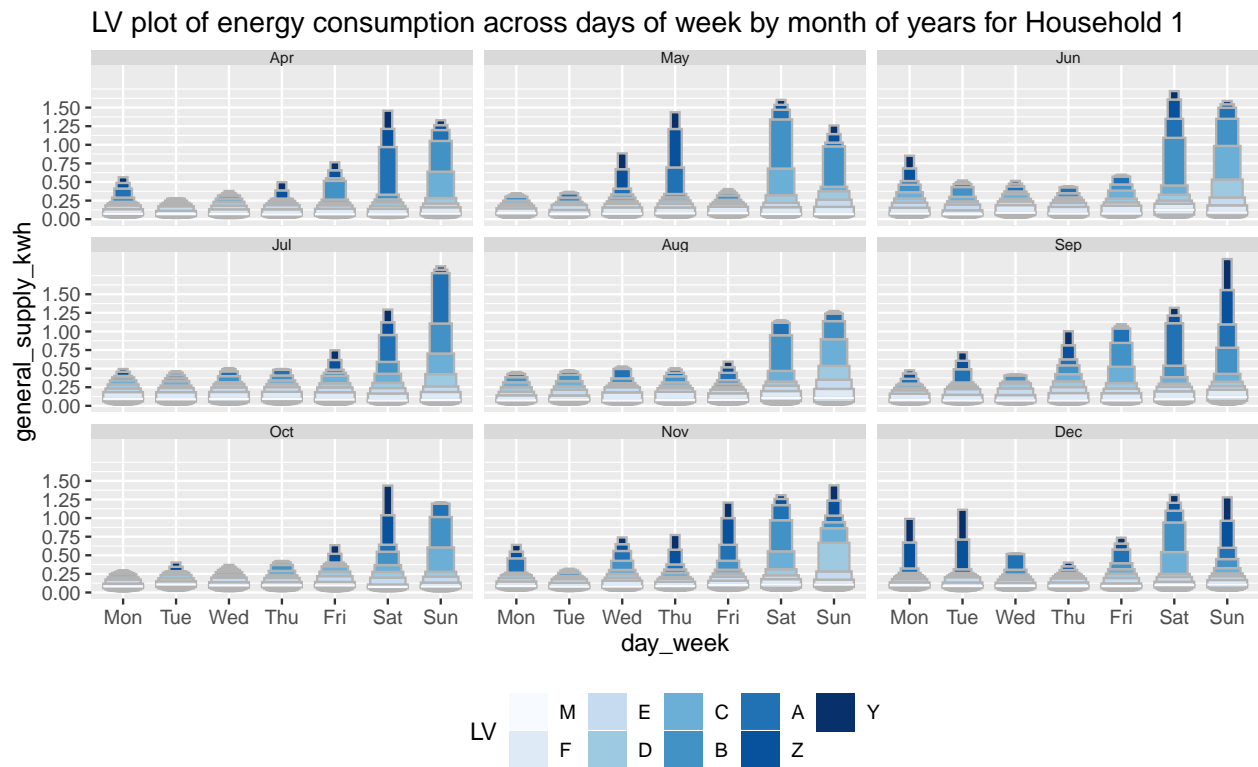 LV plot of energy consumption across days of week by month of years for Household 1
Apr May Jun
1.50
1.25
1.00
0.75
0.50
0.25
0.00
Jul Aug Sep
1.50
1.25
1.00
0.75
0.50
0.25
0.00
general_supply_kwh
Oct Nov Dec
1.50
1.25
1.00
0.75
0.50
0.25
0.00
Mon Tue Wed Thu Fri Sat Sun Mon Tue Wed Thu Fri Sat Sun Mon Tue Wed Thu Fri Sat Sun
day_week
LV
M E C A Y
F D B Z